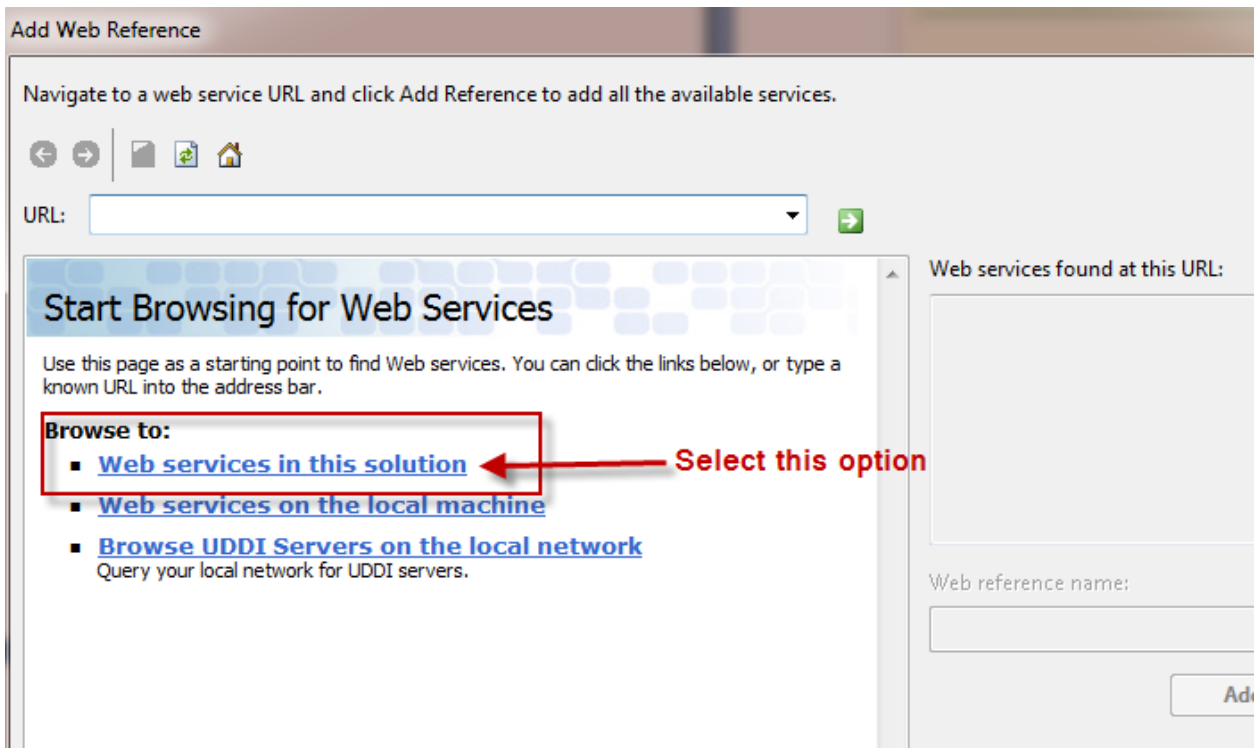 Add Web Reference
Navigate to a web service URL and click Add Reference to add all the available services.
URL:
Start Browsing for Web Services
Use this page as a starting point to find Web services. You can click the links below, or type a
known URL into the address bar.
Browse to:
Web services in this solution
Select this option
Web services on the local machine
Browse UDDI Servers on the local network
Query your local network for UDDI servers.
Web services found at this URL:
Web reference name: